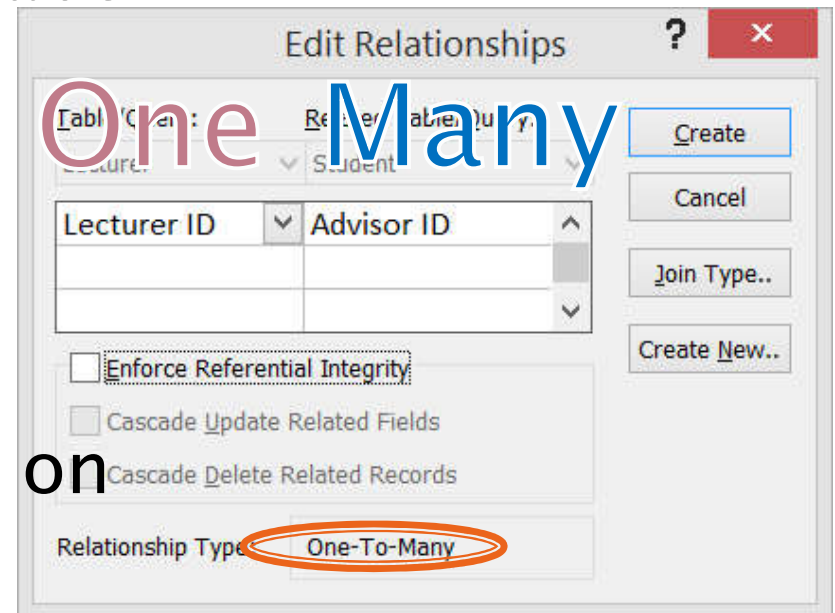 Edit Relationships
?
One Many
Create
Student
Cancel
Lecturer ID Advisor ID
Join Type..
Enforce Referential Integrity
Create New..
Cascade Update Related Fields
on
Cascade Delete Related Records
Relationship Type: One-To-Many